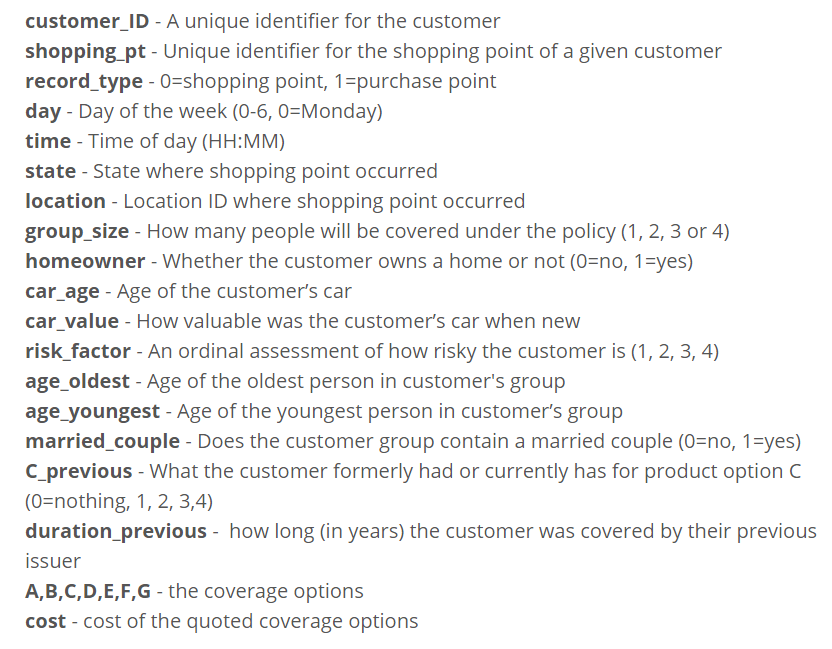 customer_ID - A unique identifier for the customer
shopping_pt - Unique identifier for the shopping point of a given customer
record_type - 0=shopping point, 1=purchase point
day - Day of the week (0-6, 0=Monday)
time - Time of day (HH:MM)
state - State where shopping point occurred
location - Location ID where shopping point occurred
group_size - How many people will be covered under the policy (1, 2, 3 or 4)
homeowner - Whether the customer owns a home or not (0=no, 1=yes)
car_age - Age of the customer’s car
car_value - How valuable was the customer’s car when new
risk_factor - An ordinal assessment of how risky the customer is (1, 2, 3, 4)
age_oldest - Age of the oldest person in customer's group
age_youngest - Age of the youngest person in customer’s group
married_couple - Does the customer group contain a married couple (0=no, 1=yes)
C_previous - What the customer formerly had or currently has for product option C
(0=nothing, 1, 2, 3,4)
duration_previous -  how long (in years) the customer was covered by their previous
issuer
A,B,C,D,E,F,G - the coverage options
cost - cost of the quoted coverage options